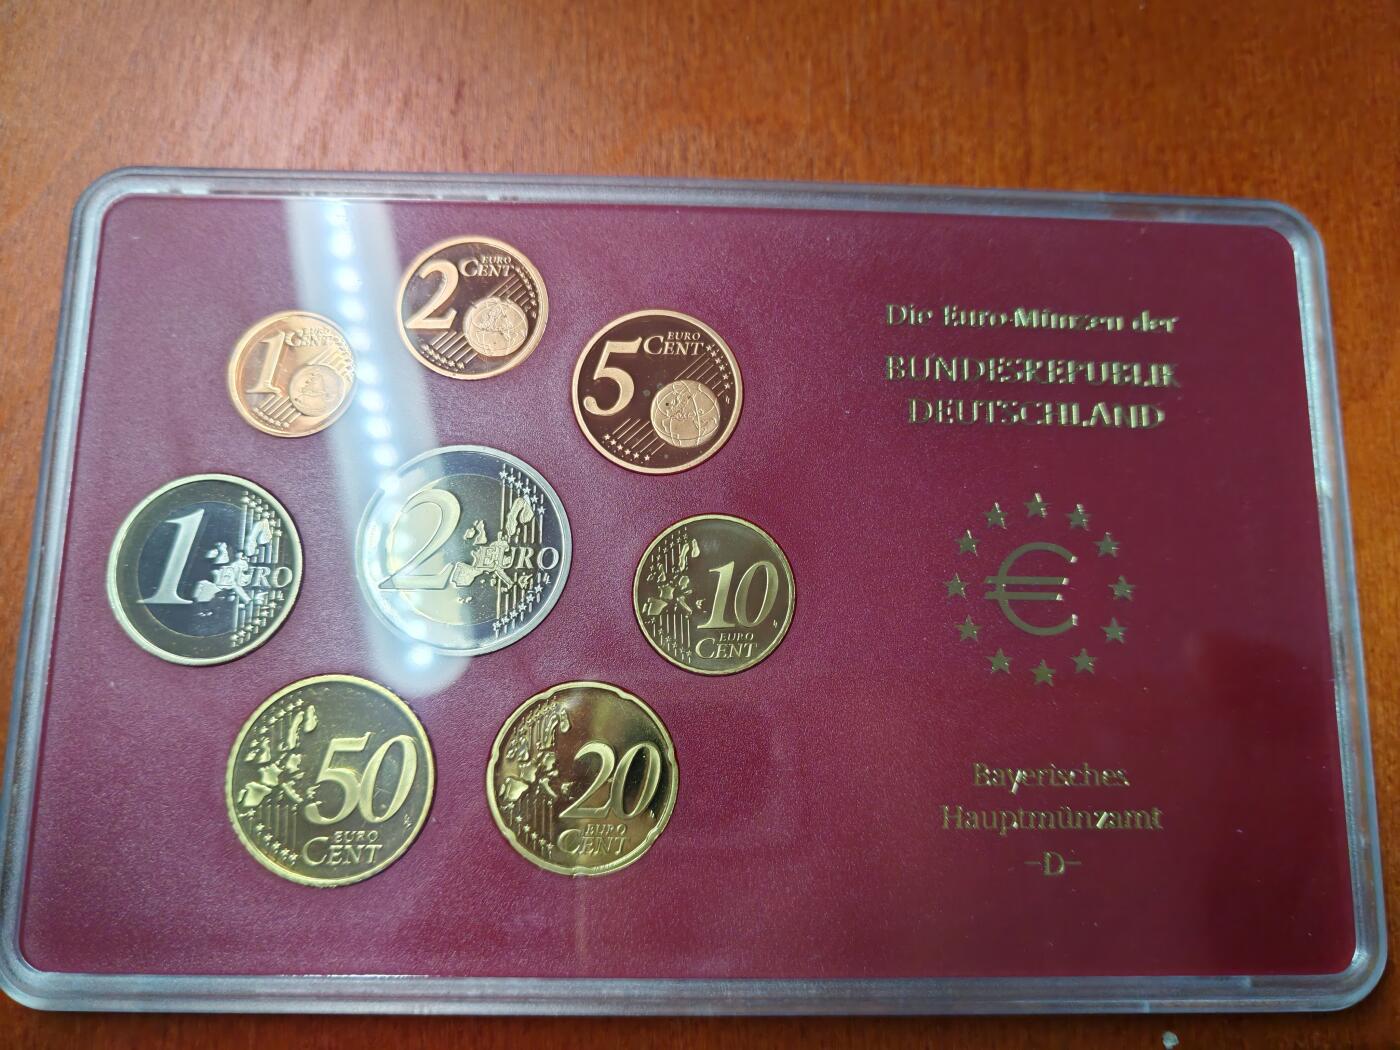 2 EURO CENT
1 EURO CENT
5 EURO CENT
1 EURO
2 EURO
10 EURO CENT
50 EURO CENT
20 EURO CENT
Die Euro-Münzen der
BUNDESREPUBLIK
DEUTSCHLAND
€
Bayerisches
Hauptmünzamt
-D-